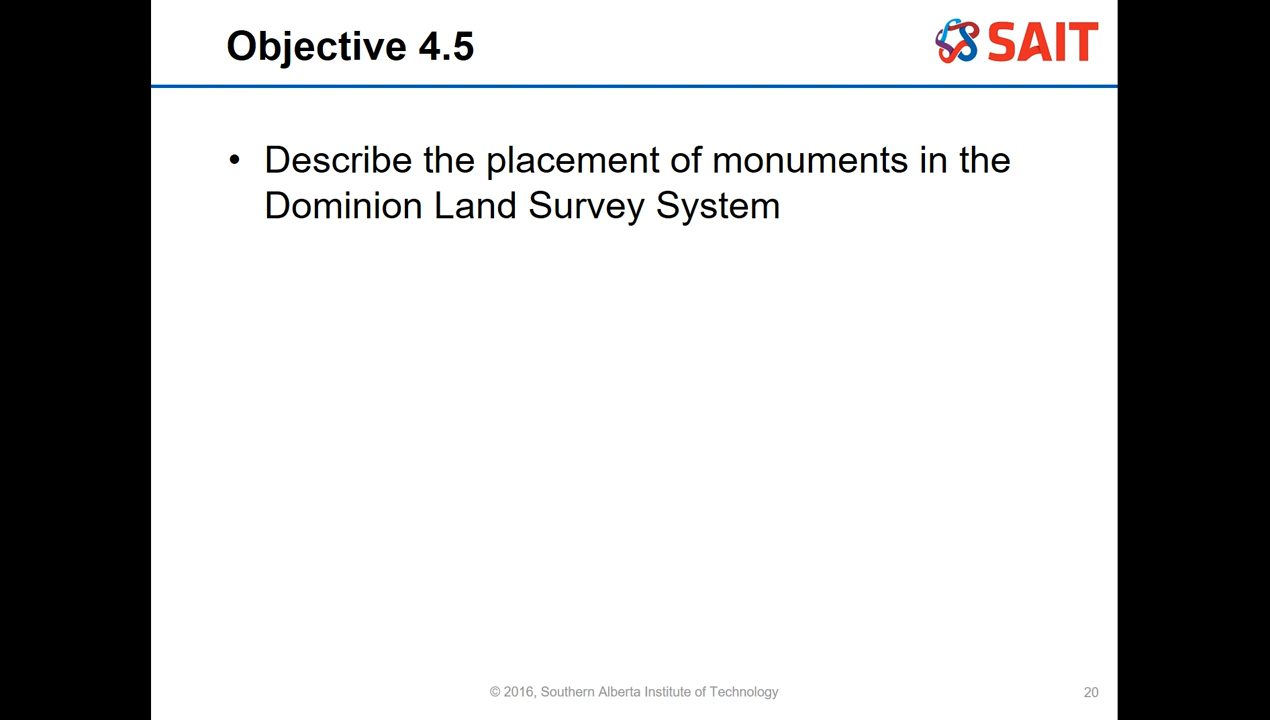 Objective 4.5
SAIT
• Describe the placement of monuments in the
Dominion Land Survey System
© 2016, Southern Alberta Institute of Technology
20